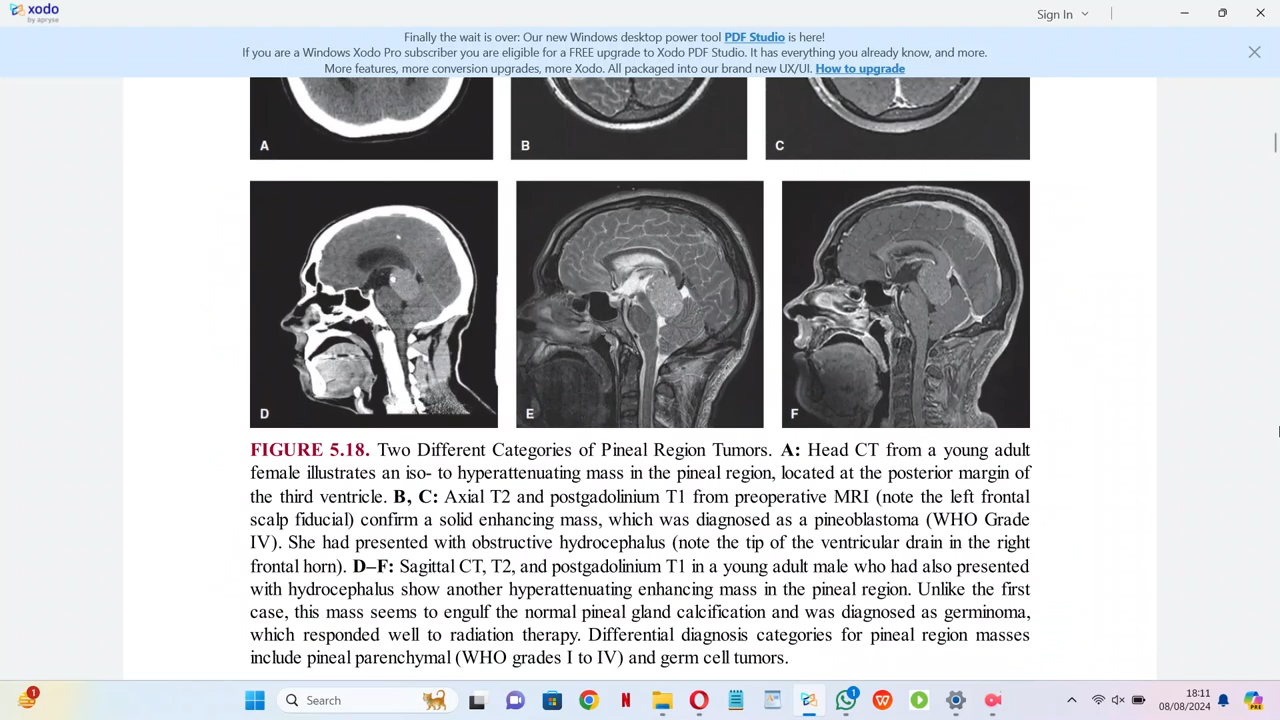 xodo
by apryse
Sign In
Finally the wait is over: Our new Windows desktop power tool PDF Studio is here!
If you are a Windows Xodo Pro subscriber you are eligible for a FREE upgrade to Xodo PDF Studio. It has everything you already know, and more.
More features, more conversion upgrades, more Xodo. All packaged into our brand new UX/UI. How to upgrade
A B C
D E F
FIGURE 5.18. Two Different Categories of Pineal Region Tumors. A: Head CT from a young adult
female illustrates an iso- to hyperattenuating mass in the pineal region, located at the posterior margin of
the third ventricle. B, C: Axial T2 and postgadolinium T1 from preoperative MRI (note the left frontal
scalp fiducial) confirm a solid enhancing mass, which was diagnosed as a pineoblastoma (WHO Grade
IV). She had presented with obstructive hydrocephalus (note the tip of the ventricular drain in the right
frontal horn). D–F: Sagittal CT, T2, and postgadolinium T1 in a young adult male who had also presented
with hydrocephalus show another hyperattenuating enhancing mass in the pineal region. Unlike the first
case, this mass seems to engulf the normal pineal gland calcification and was diagnosed as germinoma,
which responded well to radiation therapy. Differential diagnosis categories for pineal region masses
include pineal parenchymal (WHO grades I to IV) and germ cell tumors.
1
Search
N
1
W
18:11
08/08/2024